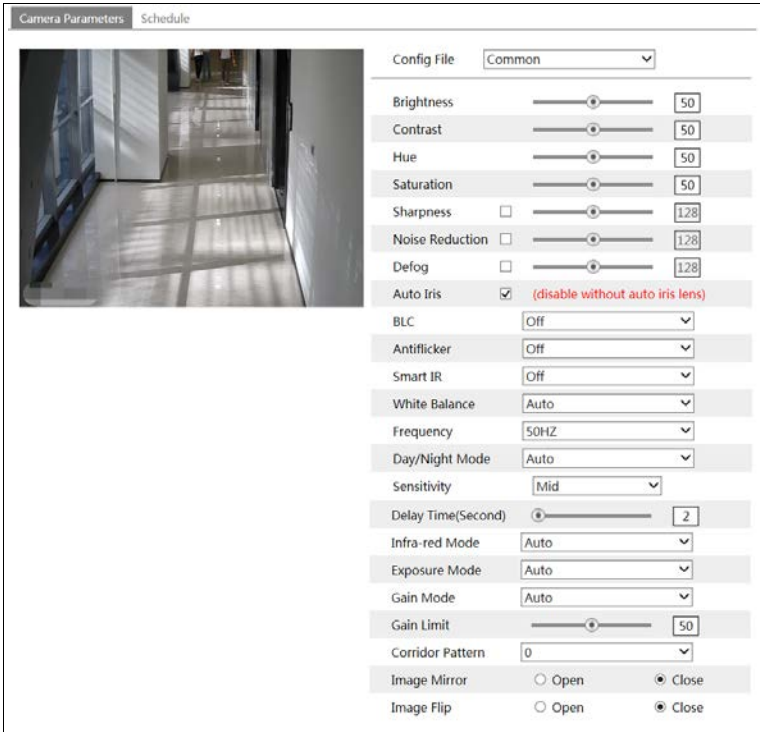 Camera Parameters Schedule
Config File Common
Brightness 50
Contrast 50
Hue 50
Saturation 50
Sharpness 128
Noise Reduction 128
Defog 128
Auto Iris (disable without auto iris lens)
BLC Off
Antiflicker Off
Smart IR Off
White Balance Auto
Frequency 50HZ
Day/Night Mode Auto
Sensitivity Mid
Delay Time(Second) 2
Infra-red Mode Auto
Exposure Mode Auto
Gain Mode Auto
Gain Limit 50
Corridor Pattern 0
Image Mirror Open Close
Image Flip Open Close